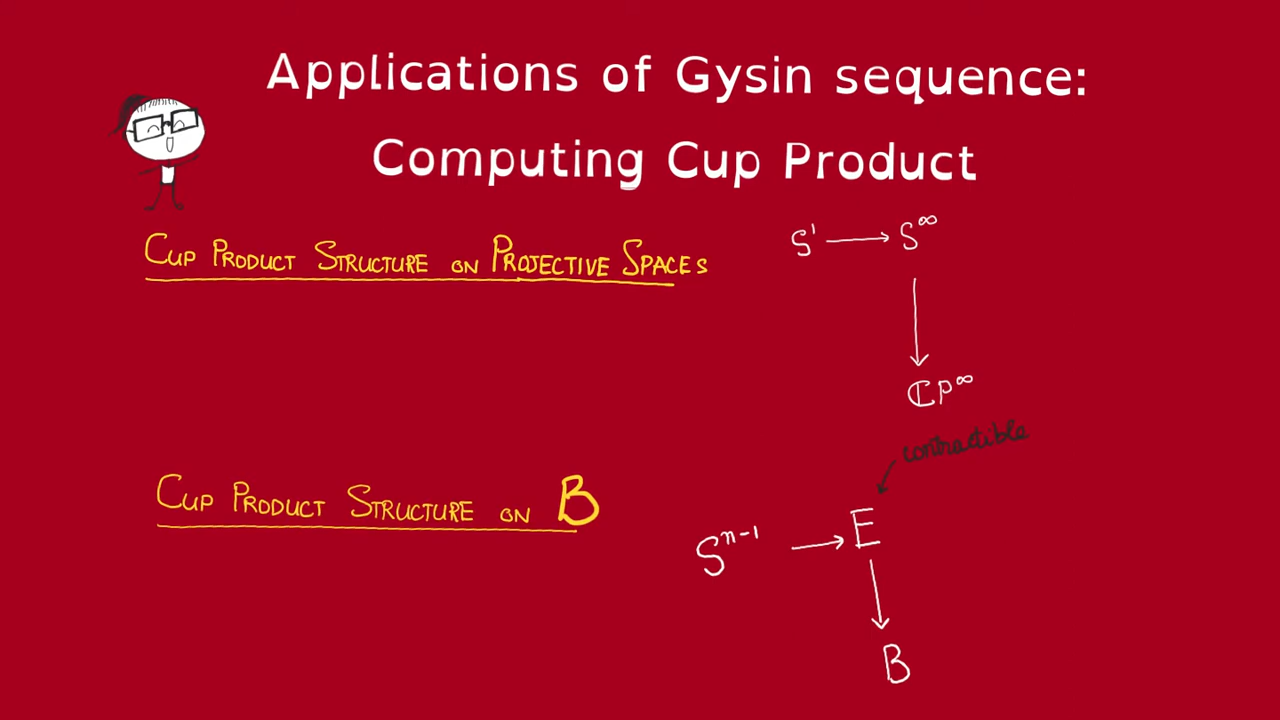 Applications of Gysin sequence:
Computing Cup Product
CUP PRODUCT STRUCTURE ON PROJECTIVE SPACES
S¹ → S^∞
↓
ℂP^∞
CUP PRODUCT STRUCTURE ON B
contractible
S^{n-1} → E
↓
B